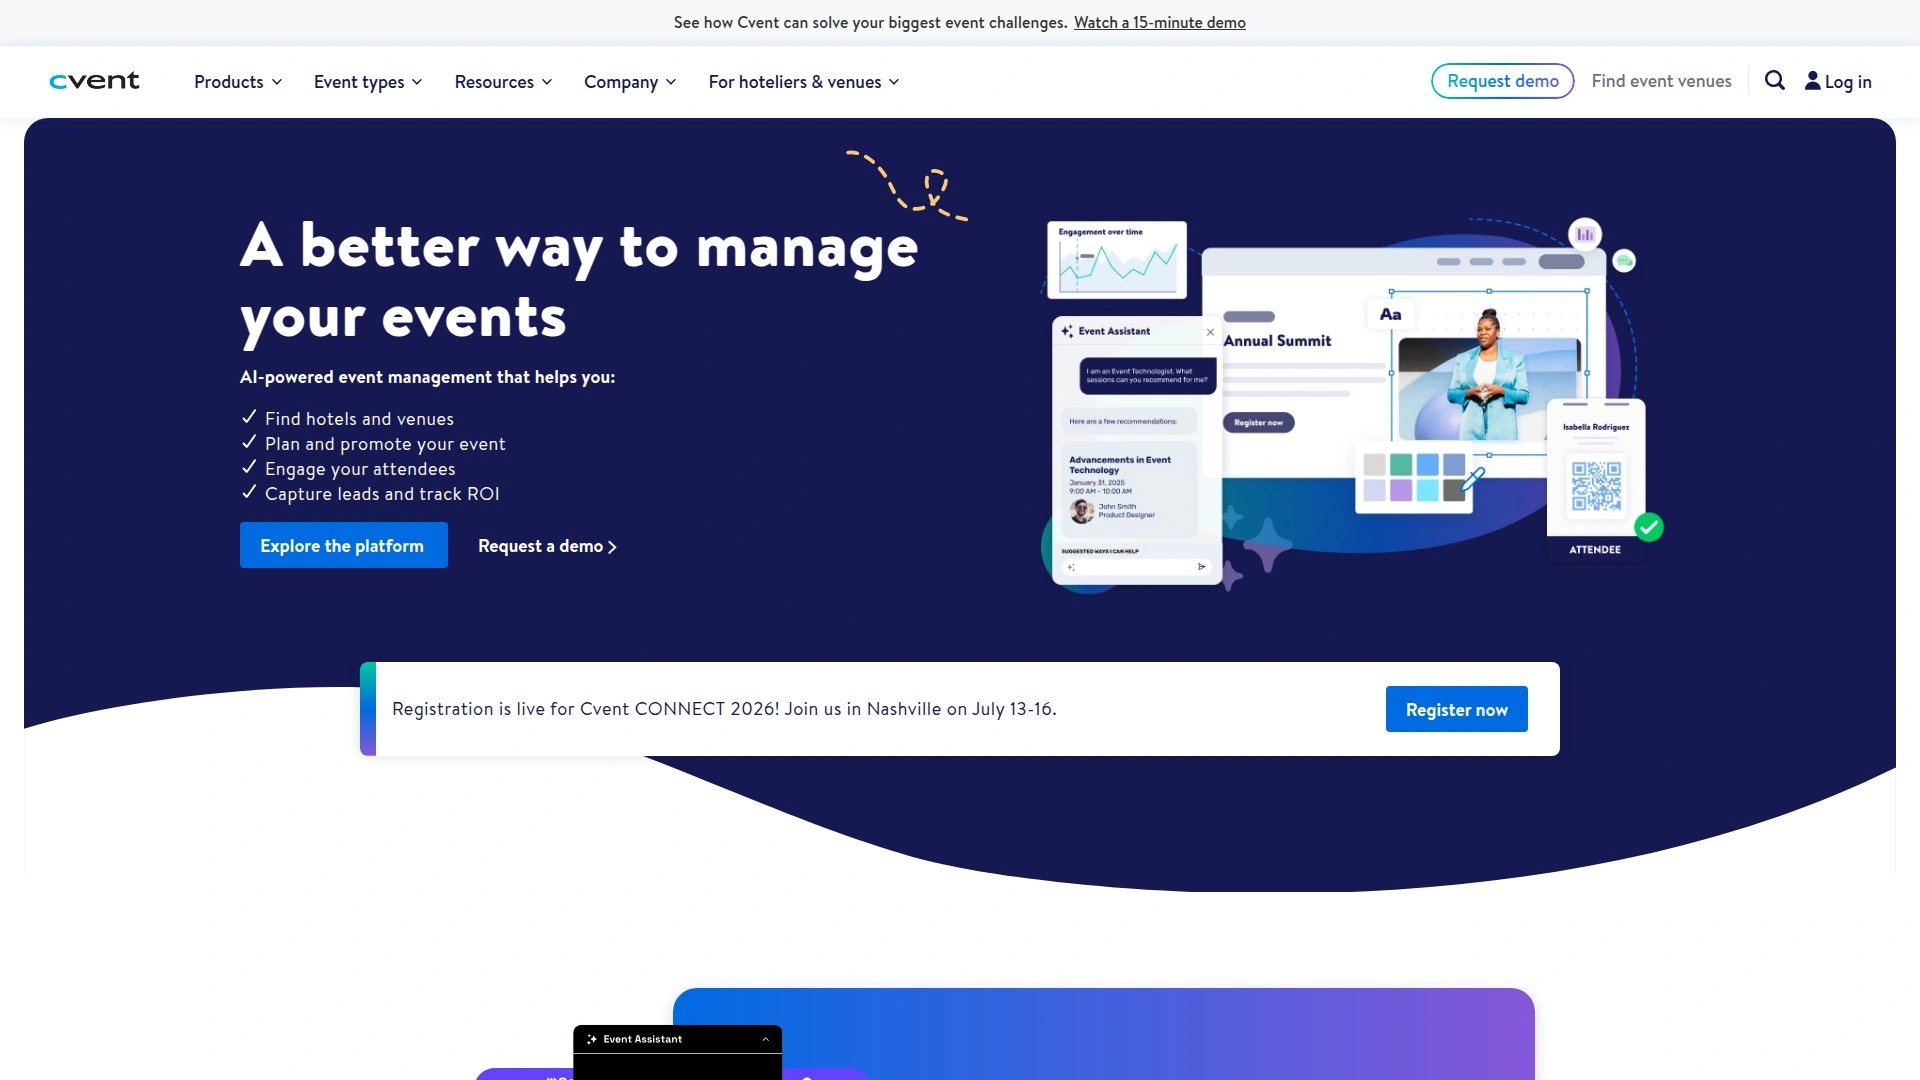 See how Cvent can solve your biggest event challenges. Watch a 15-minute demo
cvent
Products
Event types
Resources
Company
For hoteliers & venues
Request demo
Find event venues
Log in
A better way to manage
your events
AI-powered event management that helps you:
Find hotels and venues
Plan and promote your event
Engage your attendees
Capture leads and track ROI
Explore the platform
Request a demo
Engagement over time
Event Assistant
I am an Event Technologist. What
sessions can you recommend for me?
Here are a few recommendations:
Advancements in Event
Technology
January 31, 2025
9:00 AM - 10:00 AM
John Smith
Product Designer
SUGGESTED WAYS I CAN HELP
Annual Summit
Register now
Aa
Isabella Rodriguez
ATTENDEE
Registration is live for Cvent CONNECT 2026! Join us in Nashville on July 13-16.
Register now
Event Assistant